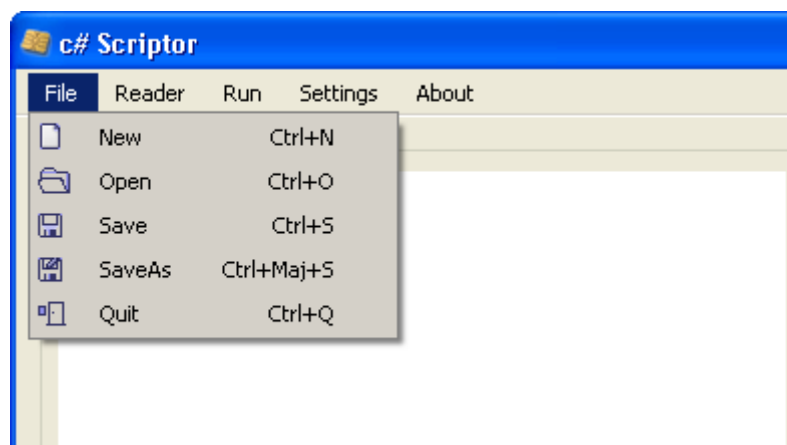 c# Scriptor
File Reader Run Settings About
New Ctrl+N
Open Ctrl+O
Save Ctrl+S
SaveAs Ctrl+Maj+S
Quit Ctrl+Q